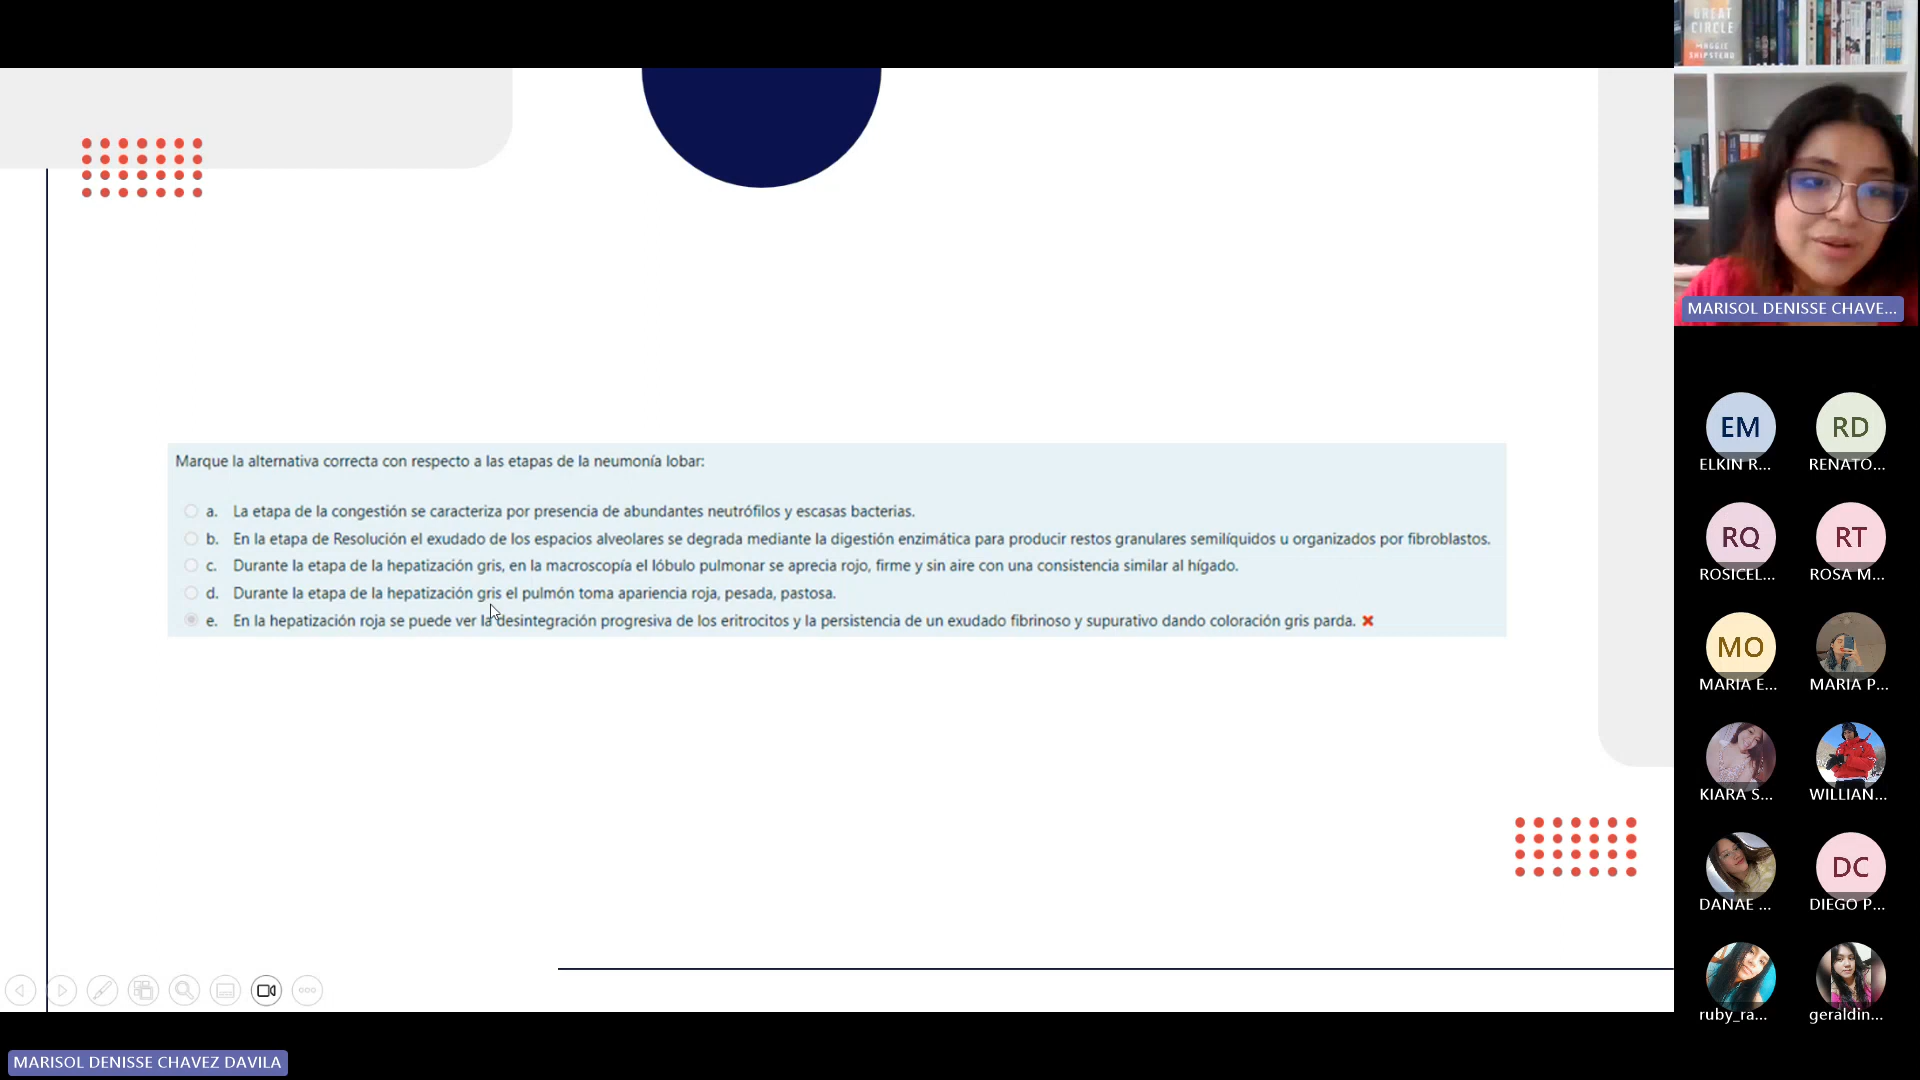 GREAT
CIRCLE
MAGGIE
SHIPSTEAD
MARISOL DENISSE CHAVE...
Marque la alternativa correcta con respecto a las etapas de la neumonía lobar:
a. La etapa de la congestión se caracteriza por presencia de abundantes neutrófilos y escasas bacterias.
b. En la etapa de Resolución el exudado de los espacios alveolares se degrada mediante la digestión enzimática para producir restos granulares semilíquidos u organizados por fibroblastos.
c. Durante la etapa de la hepatización gris, en la macroscopía el lóbulo pulmonar se aprecia rojo, firme y sin aire con una consistencia similar al hígado.
d. Durante la etapa de la hepatización gris el pulmón toma apariencia roja, pesada, pastosa.
e. En la hepatización roja se puede ver la desintegración progresiva de los eritrocitos y la persistencia de un exudado fibrinoso y supurativo dando coloración gris parda.
EM
ELKIN R...
RD
RENATO...
RQ
ROSICEL...
RT
ROSA M...
MO
MARIA E...
MARIA P...
KIARA S...
WILLIAN...
DANAE ...
DC
DIEGO P...
ruby_ra...
geraldin...
MARISOL DENISSE CHAVEZ DAVILA